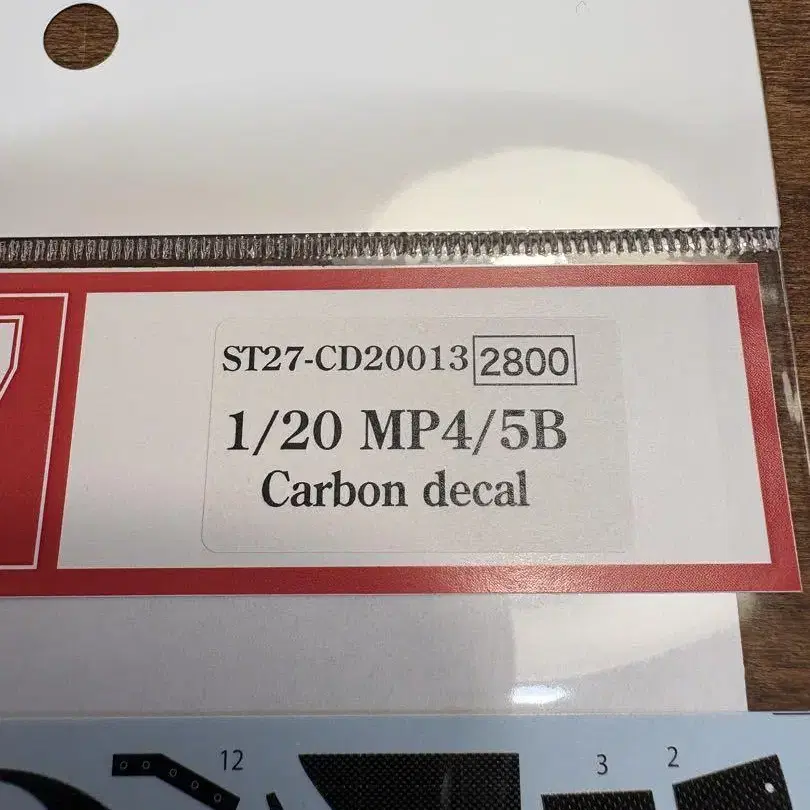 ST27-CD20013 2800
1/20 MP4/5B
Carbon decal
12
3
2